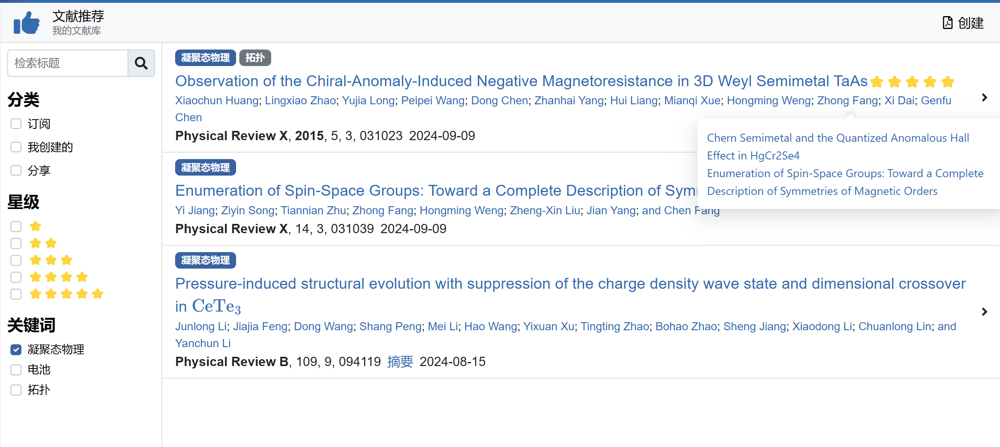 文献推荐
我的文献库
创建
检索标题
分类
订阅
我创建的
分享
星级
关键词
凝聚态物理
电池
拓扑
凝聚态物理 拓扑
Observation of the Chiral-Anomaly-Induced Negative Magnetoresistance in 3D Weyl Semimetal TaAs
Xiaochun Huang; Lingxiao Zhao; Yujia Long; Peipei Wang; Dong Chen; Zhanhai Yang; Hui Liang; Mianqi Xue; Hongming Weng; Zhong Fang; Xi Dai; Genfu
Chen
Physical Review X, 2015, 5, 3, 031023 2024-09-09
Chern Semimetal and the Quantized Anomalous Hall
Effect in HgCr2Se4
Enumeration of Spin-Space Groups: Toward a Complete
Description of Symmetries of Magnetic Orders
凝聚态物理
Enumeration of Spin-Space Groups: Toward a Complete Description of Sym
Yi Jiang; Ziyin Song; Tiannian Zhu; Zhong Fang; Hongming Weng; Zheng-Xin Liu; Jian Yang; and Chen Fang
Physical Review X, 14, 3, 031039 2024-09-09
凝聚态物理
Pressure-induced structural evolution with suppression of the charge density wave state and dimensional crossover
in CeTe₃
Junlong Li; Jiajia Feng; Dong Wang; Shang Peng; Mei Li; Hao Wang; Yixuan Xu; Tingting Zhao; Bohao Zhao; Sheng Jiang; Xiaodong Li; Chuanlong Lin; and
Yanchun Li
Physical Review B, 109, 9, 094119 摘要 2024-08-15